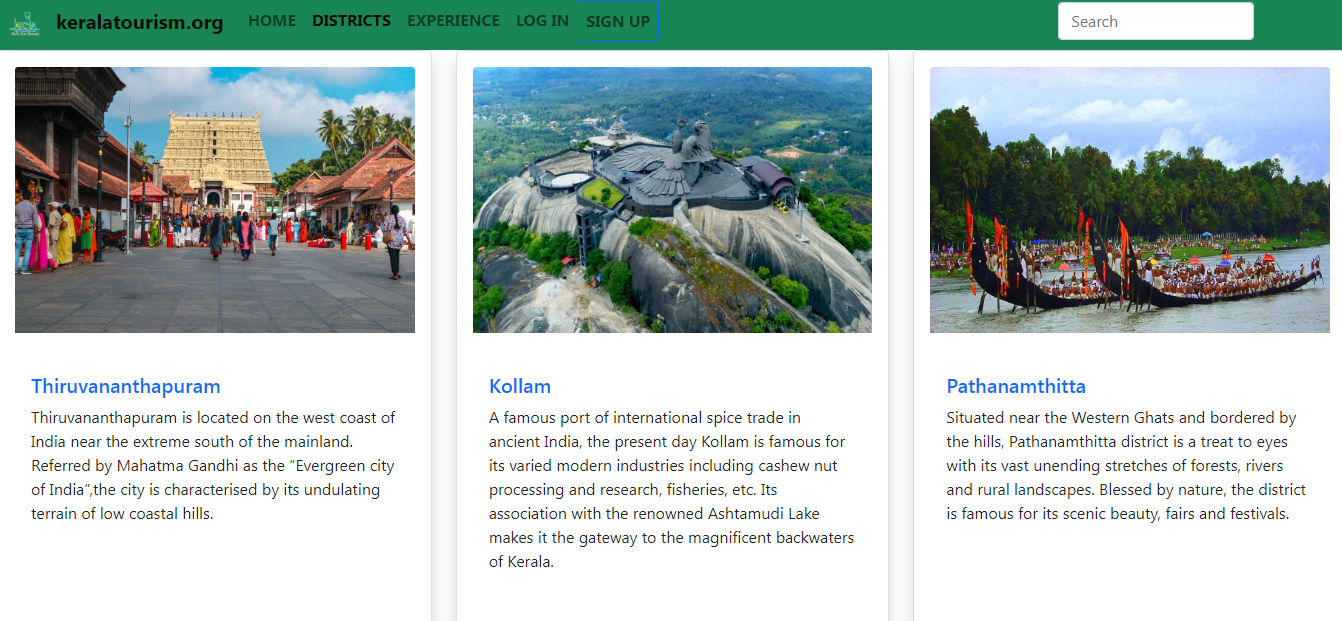 keralatourism.org HOME DISTRICTS EXPERIENCE LOG IN SIGN UP Search
Thiruvananthapuram
Thiruvananthapuram is located on the west coast of
India near the extreme south of the mainland.
Referred by Mahatma Gandhi as the “Evergreen city
of India”,the city is characterised by its undulating
terrain of low coastal hills.
Kollam
A famous port of international spice trade in
ancient India, the present day Kollam is famous for
its varied modern industries including cashew nut
processing and research, fisheries, etc. Its
association with the renowned Ashtamudi Lake
makes it the gateway to the magnificent backwaters
of Kerala.
Pathanamthitta
Situated near the Western Ghats and bordered by
the hills, Pathanamthitta district is a treat to eyes
with its vast unending stretches of forests, rivers
and rural landscapes. Blessed by nature, the district
is famous for its scenic beauty, fairs and festivals.